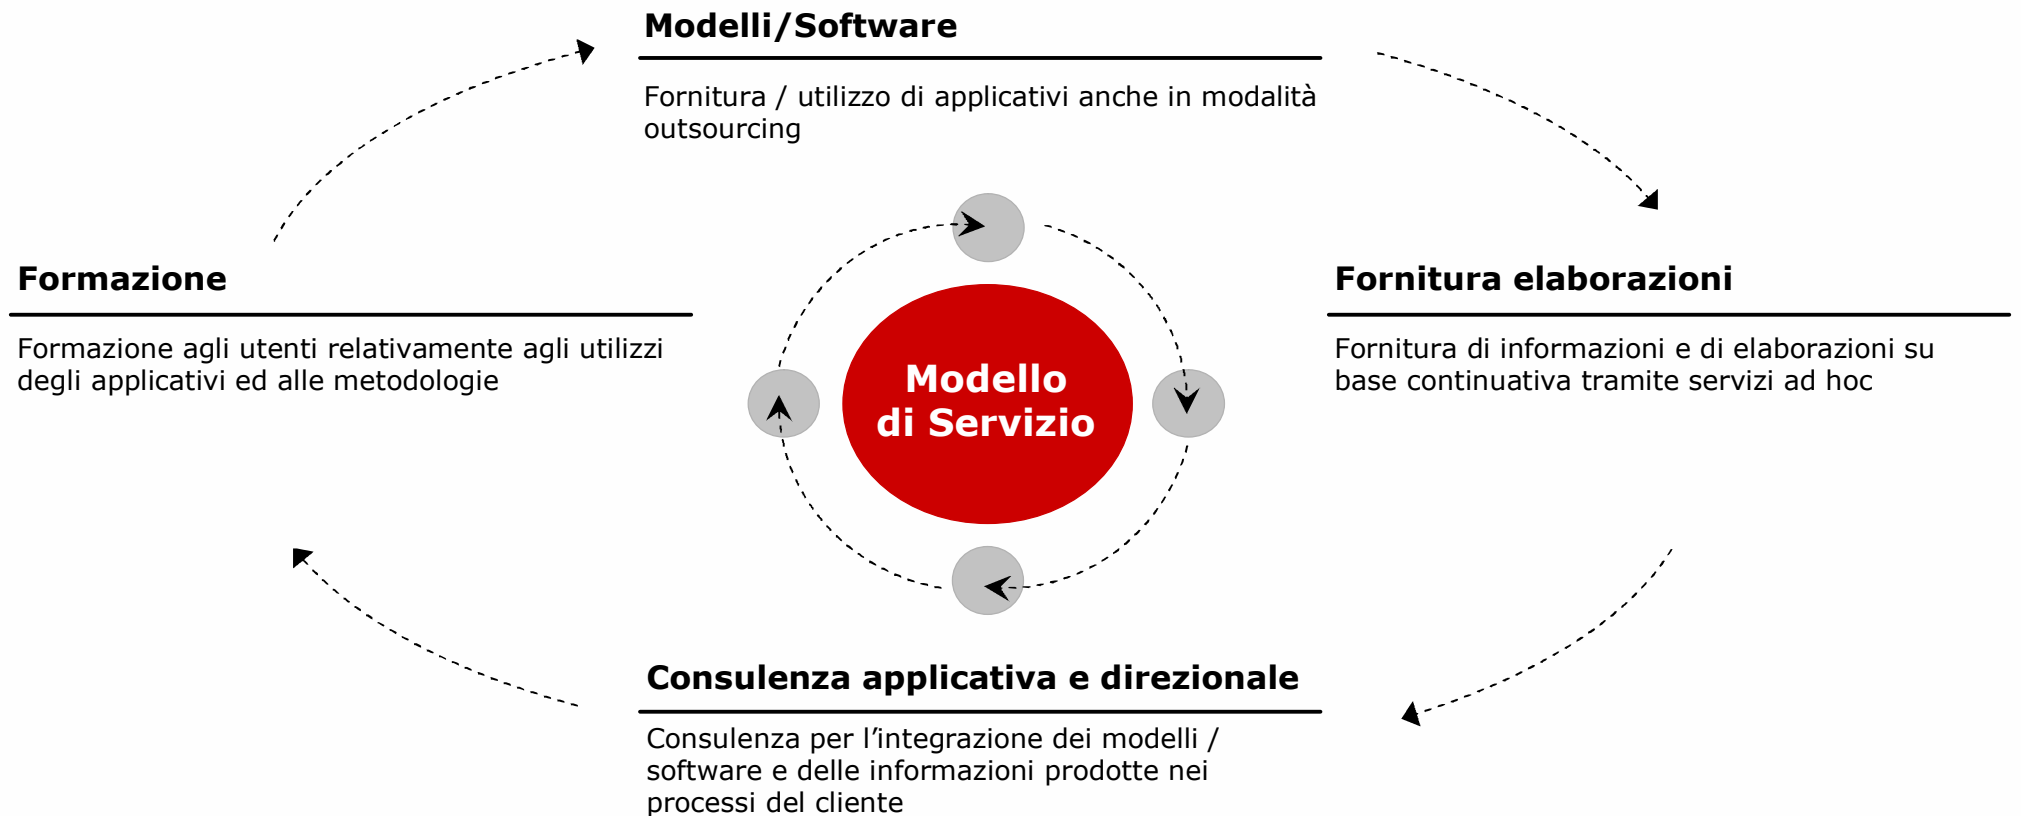 Modelli/Software
Fornitura / utilizzo di applicativi anche in modalità
outsourcing
Formazione
Formazione agli utenti relativamente agli utilizzi
degli applicativi ed alle metodologie
Modello
di Servizio
Fornitura elaborazioni
Fornitura di informazioni e di elaborazioni su
base continuativa tramite servizi ad hoc
Consulenza applicativa e direzionale
Consulenza per l’integrazione dei modelli /
software e delle informazioni prodotte nei
processi del cliente